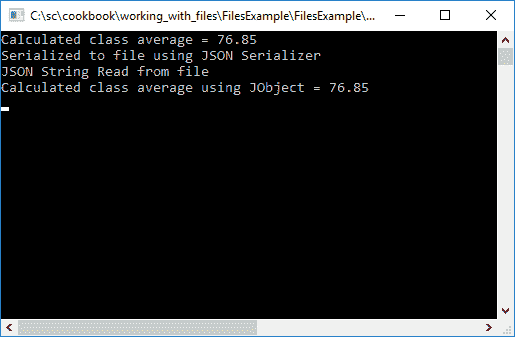 C:\sc\cookbook\working_with_files\FilesExample\FilesExample\...
Calculated class average = 76.85
Serialized to file using JSON Serializer
JSON String Read from file
Calculated class average using JObject = 76.85